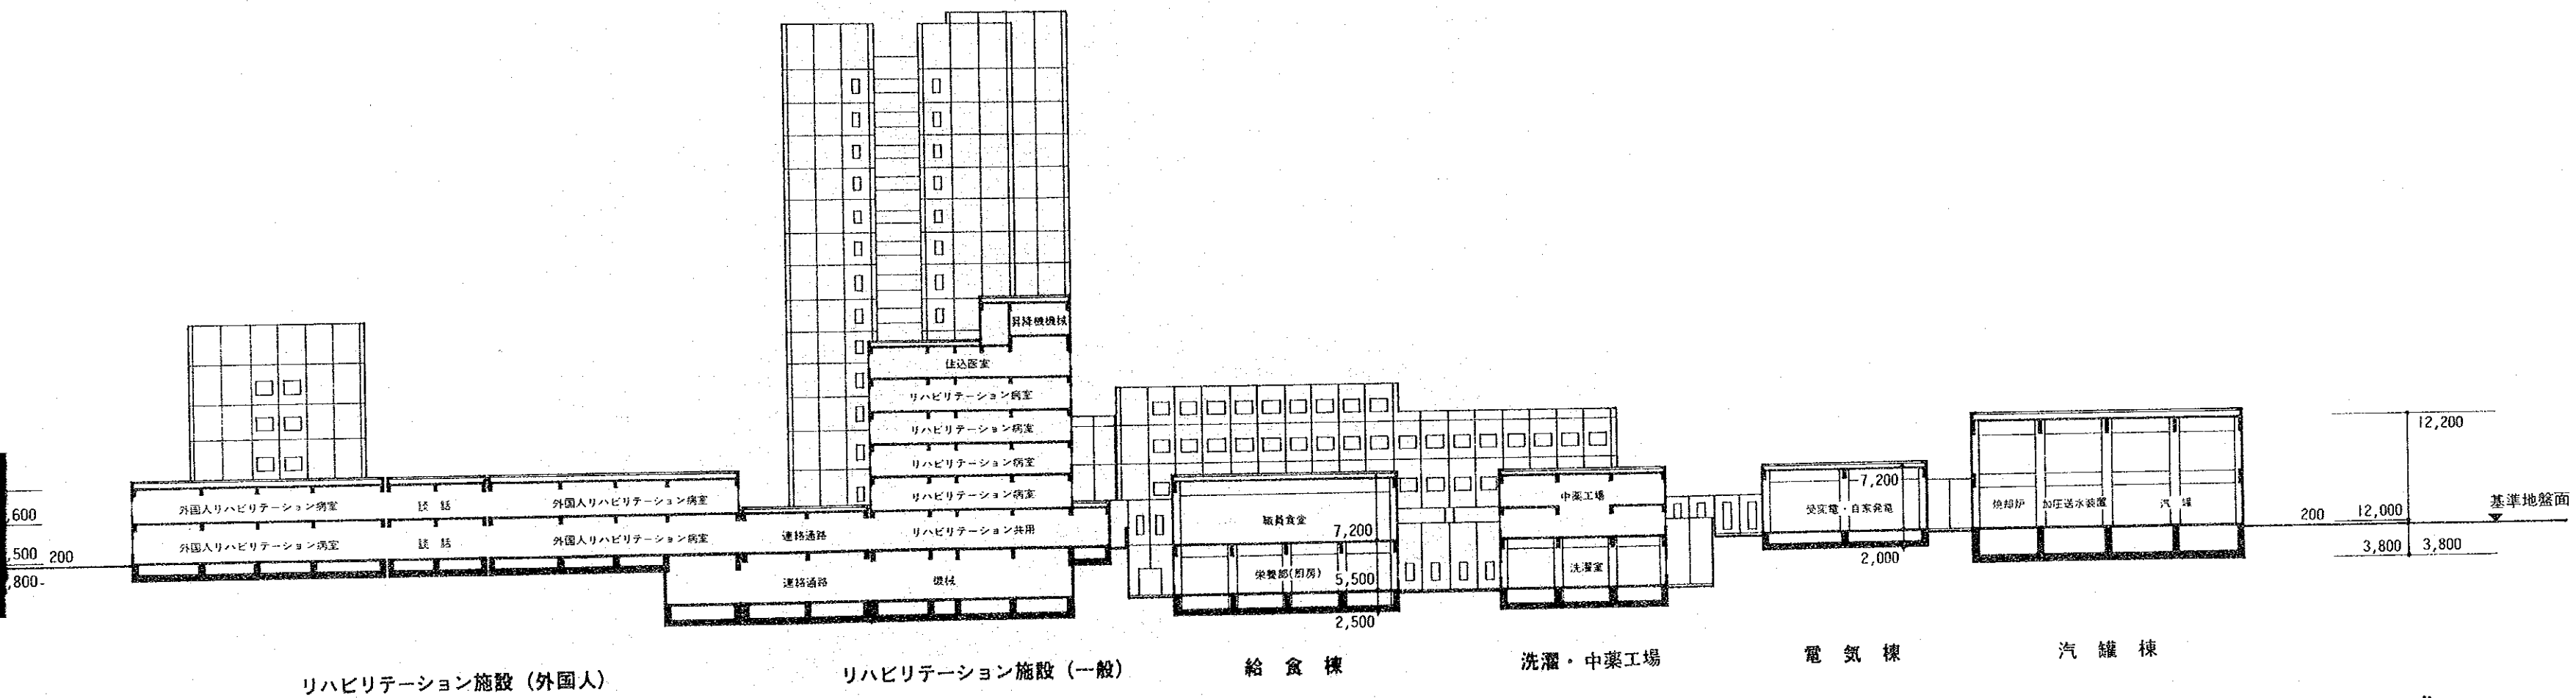 昇降機機械
住込医室
リハビリテーション病室
リハビリテーション病室
リハビリテーション病室
リハビリテーション病室
外国人リハビリテーション病室 談話 外国人リハビリテーション病室
外国人リハビリテーション病室 談話 外国人リハビリテーション病室
連絡通路 リハビリテーション共用
連絡通路 機械
,600
,500 200
,800
職員食堂
7,200
栄養部(厨房) 5,500
2,500
中薬工場
洗濯室
7,200
受変電・自家発電
2,000
焼却炉 加圧送水装置 汽罐
12,200
200 12,000 基準地盤面
3,800 3,800
リハビリテーション施設(外国人) リハビリテーション施設(一般) 給食棟 洗濯・中薬工場 電気棟 汽罐棟